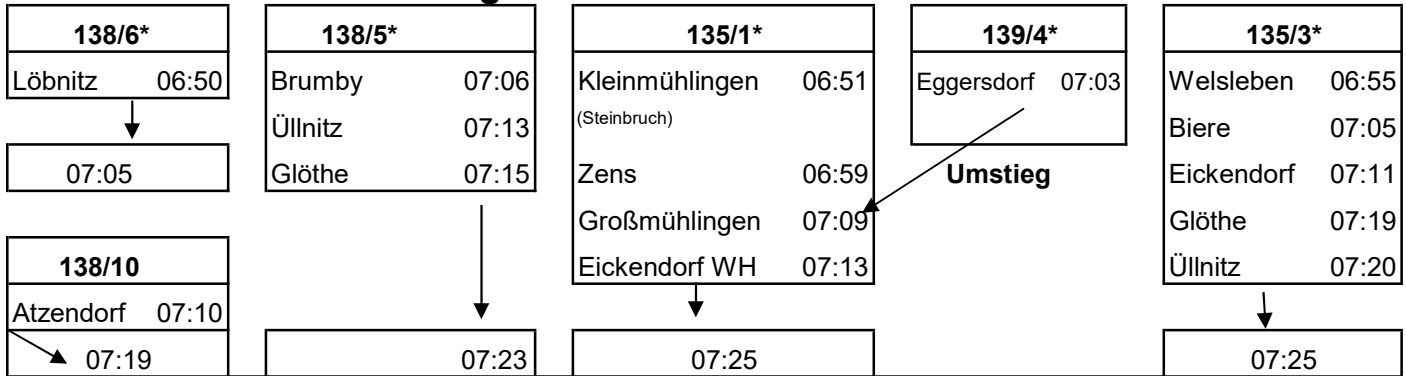 138/6*
Löbnitz 06:50
07:05
138/10
Atzendorf 07:10
07:19
138/5*
Brumby 07:06
Üllnitz 07:13
Glöthe 07:15
07:23
135/1*
Kleinmühlingen 06:51
(Steinbruch)
Zens 06:59
Großmühlingen 07:09
Eickendorf WH 07:13
07:25
139/4*
Eggersdorf 07:03
Umstieg
135/3*
Welsleben 06:55
Biere 07:05
Eickendorf 07:11
Glöthe 07:19
Üllnitz 07:20
07:25